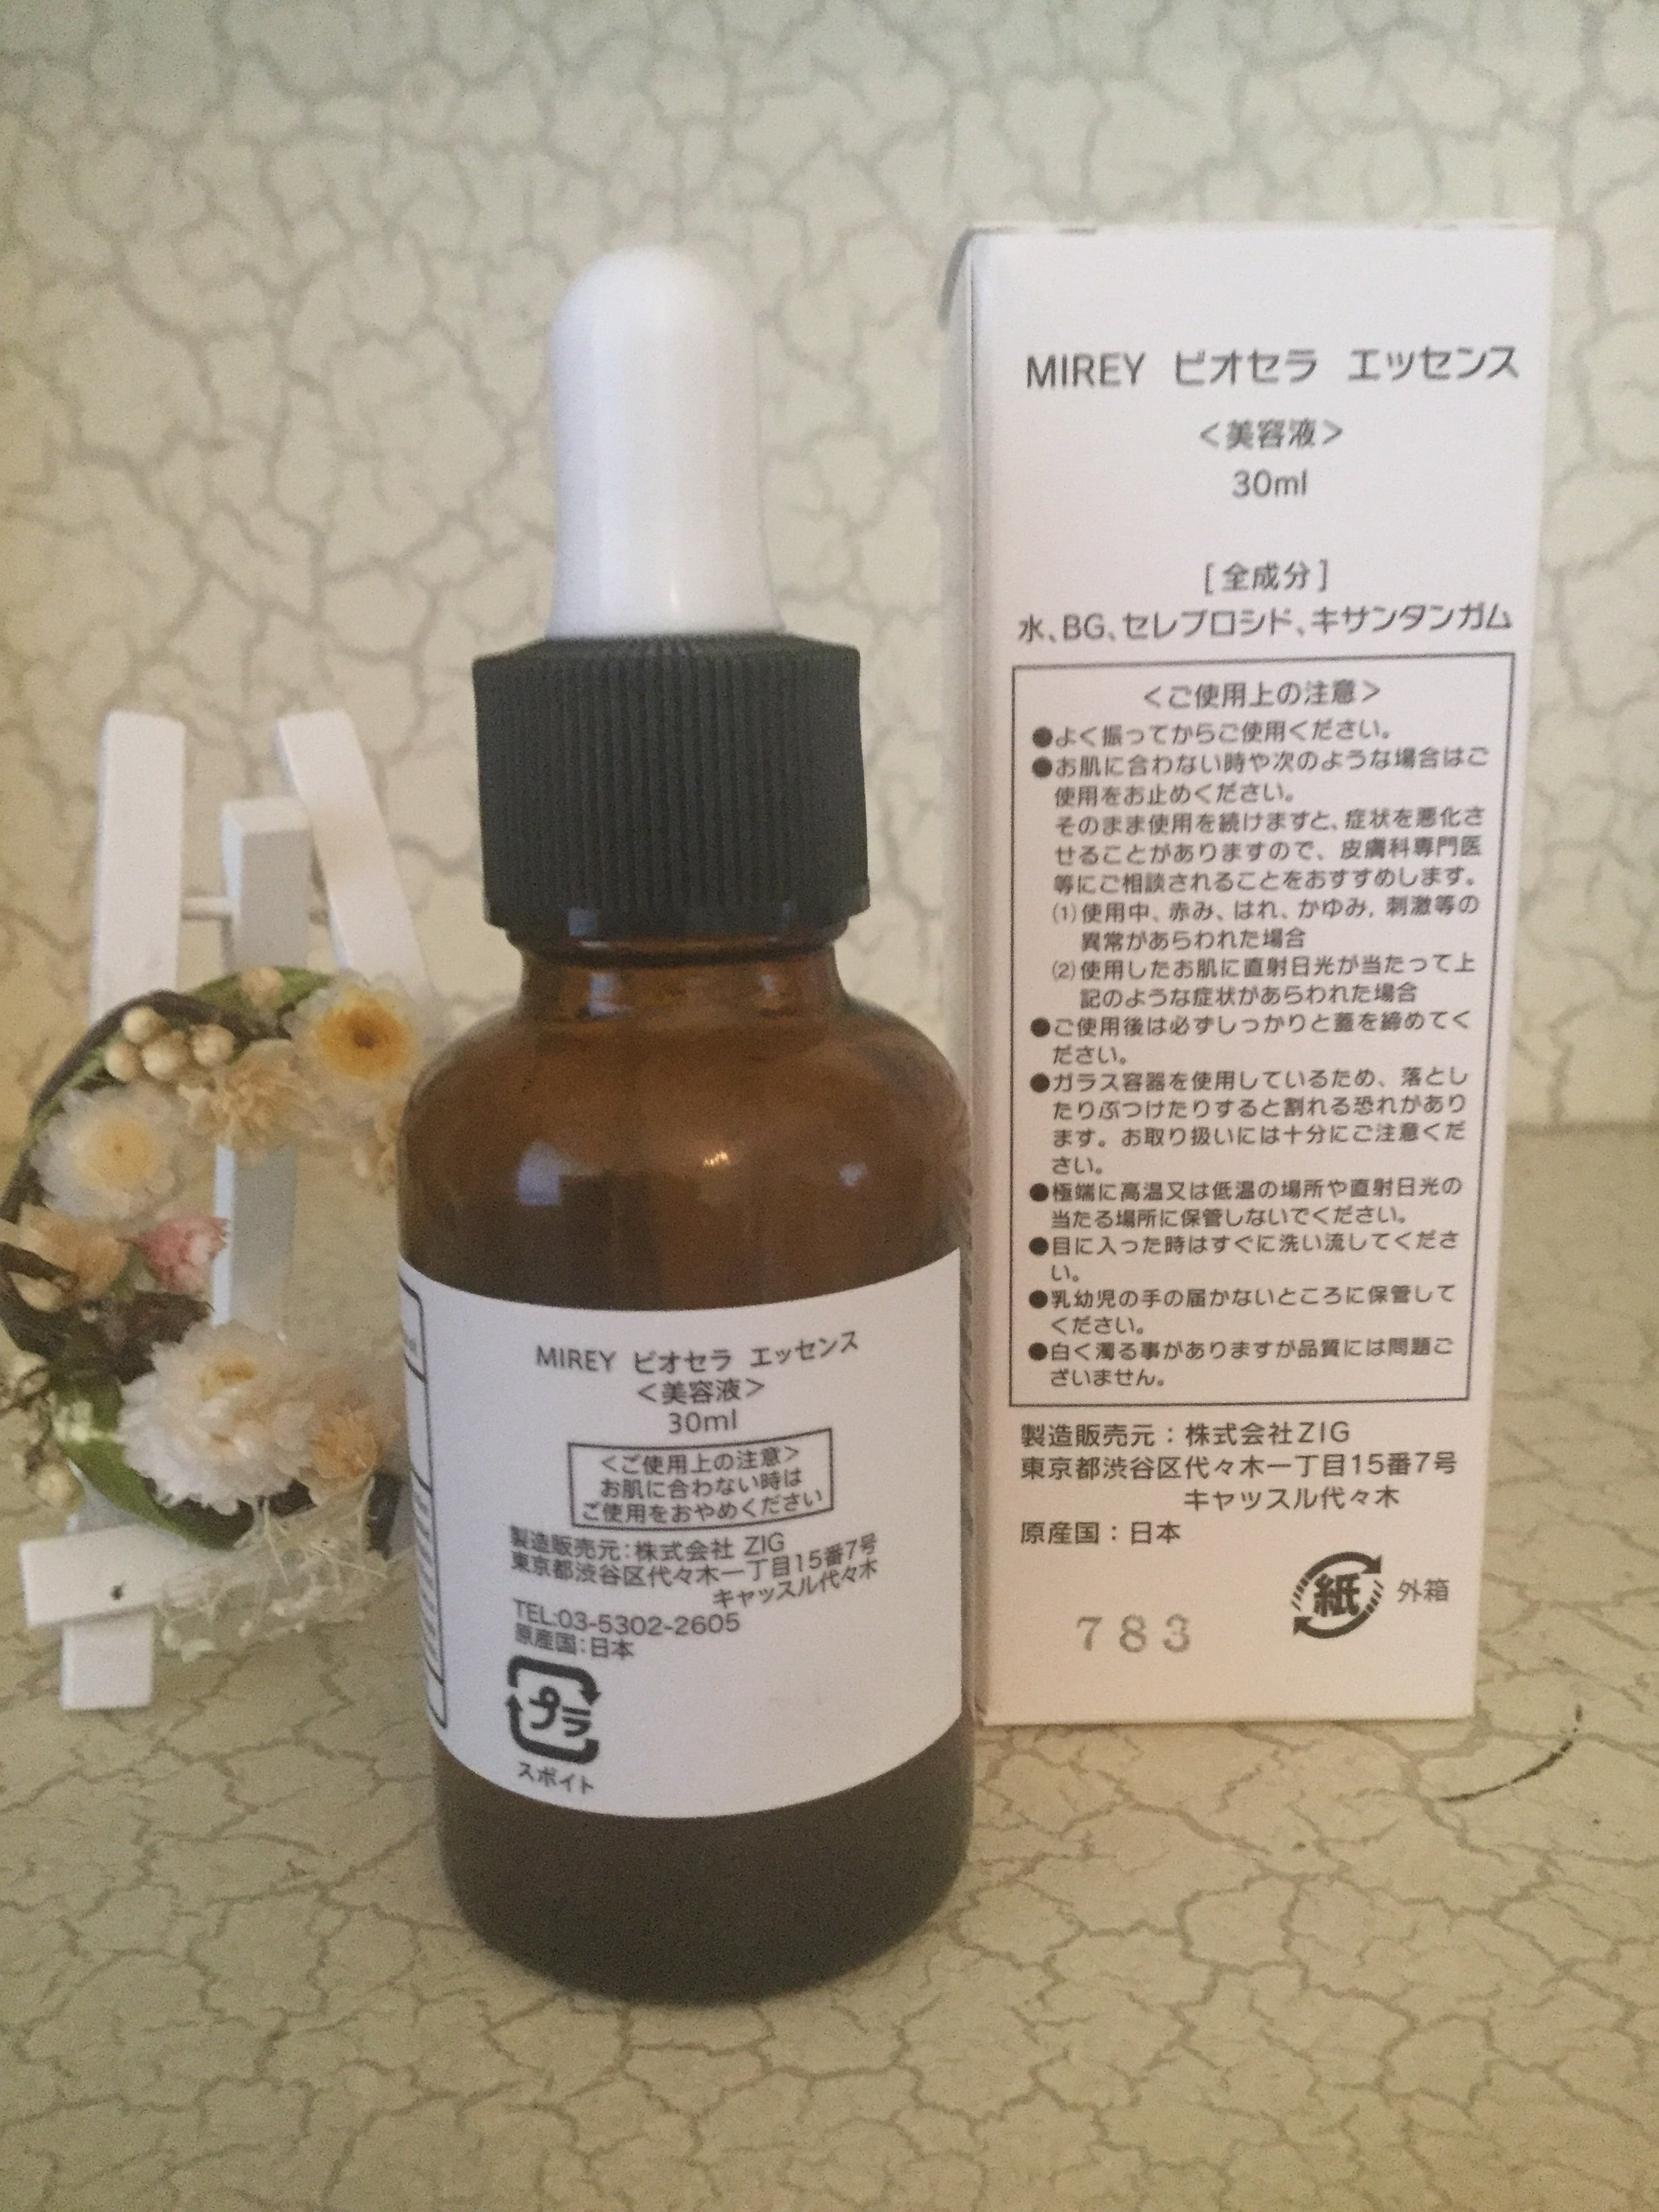 MIREY ビオセラ エッセンス
＜美容液＞
30ml
[全成分]
水、BG、セレブロシド、キサンタンガム
＜ご使用上の注意＞
●よく振ってからご使用ください。
●お肌に合わない時や次のような場合はご
使用をお止めください。
そのまま使用を続けますと、症状を悪化さ
せることがありますので、皮膚科専門医
等にご相談されることをおすすめします。
⑴使用中、赤み、はれ、かゆみ、刺激等の
異常があらわれた場合
⑵使用したお肌に直射日光が当たって上
記のような症状があらわれた場合
●ご使用後は必ずしっかりと蓋を締めてく
ださい。
●ガラス容器を使用しているため、落とし
たりぶつけたりすると割れる恐れがあり
ます。お取り扱いには十分にご注意くだ
さい。
●極端に高温又は低温の場所や直射日光の
当たる場所に保管しないでください。
●目に入った時はすぐに洗い流してくださ
い。
●乳幼児の手の届かないところに保管して
ください。
●白く濁る事がありますが品質には問題ご
ざいません。
製造販売元：株式会社ZIG
東京都渋谷区代々木一丁目15番7号
キャッスル代々木
原産国：日本
紙 外箱
783
MIREY ビオセラ エッセンス
＜美容液＞
30ml
＜ご使用上の注意＞
お肌に合わない時は
ご使用をおやめください
製造販売元：株式会社 ZIG
東京都渋谷区代々木一丁目15番7号
キャッスル代々木
TEL:03-5302-2605
原産国：日本
プラ
スポイト